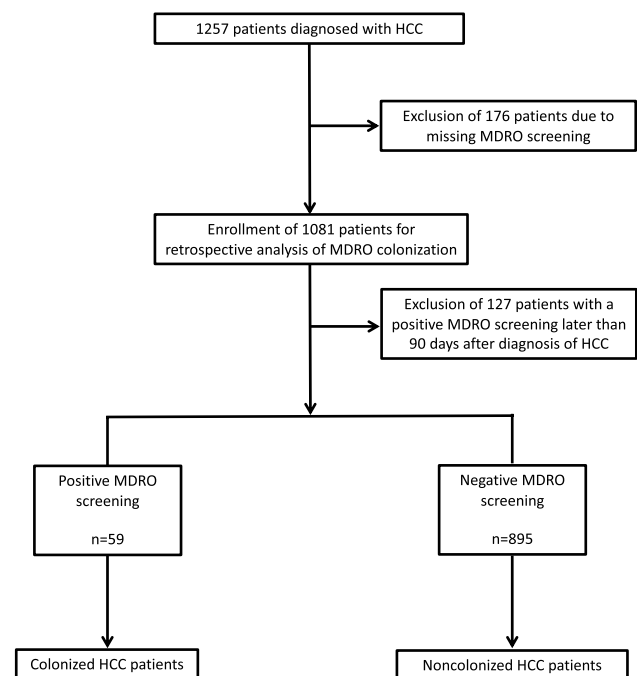 1257 patients diagnosed with HCC
Exclusion of 176 patients due to
missing MDRO screening
Enrollment of 1081 patients for
retrospective analysis of MDRO colonization
Exclusion of 127 patients with a
positive MDRO screening later than
90 days after diagnosis of HCC
Positive MDRO
screening
n=59
Negative MDRO
screening
n=895
Colonized HCC patients
Noncolonized HCC patients